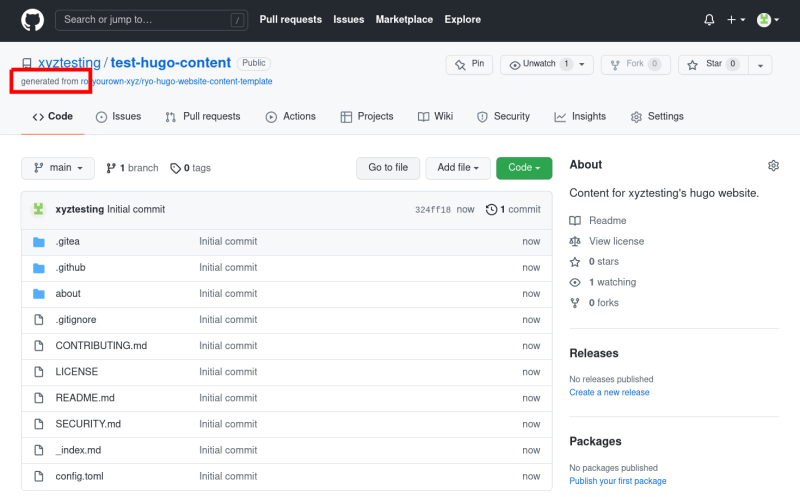 Search or jump to… /
Pull requests Issues Marketplace Explore
xyztesting / test-hugo-content Public
Pin Unwatch 1 Fork 0 Star 0
generated from ro yourown-xyz/ryo-hugo-website-content-template
Code Issues Pull requests Actions Projects Wiki Security Insights Settings
main 1 branch 0 tags Go to file Add file Code
About
Content for xyztesting's hugo website.
Readme
View license
0 stars
1 watching
0 forks
xyztesting Initial commit 324ff18 now 1 commit
.gitea Initial commit now
.github Initial commit now
about Initial commit now
.gitignore Initial commit now
CONTRIBUTING.md Initial commit now
LICENSE Initial commit now
README.md Initial commit now
SECURITY.md Initial commit now
_index.md Initial commit now
config.toml Initial commit now
Releases
No releases published
Create a new release
Packages
No packages published
Publish your first package